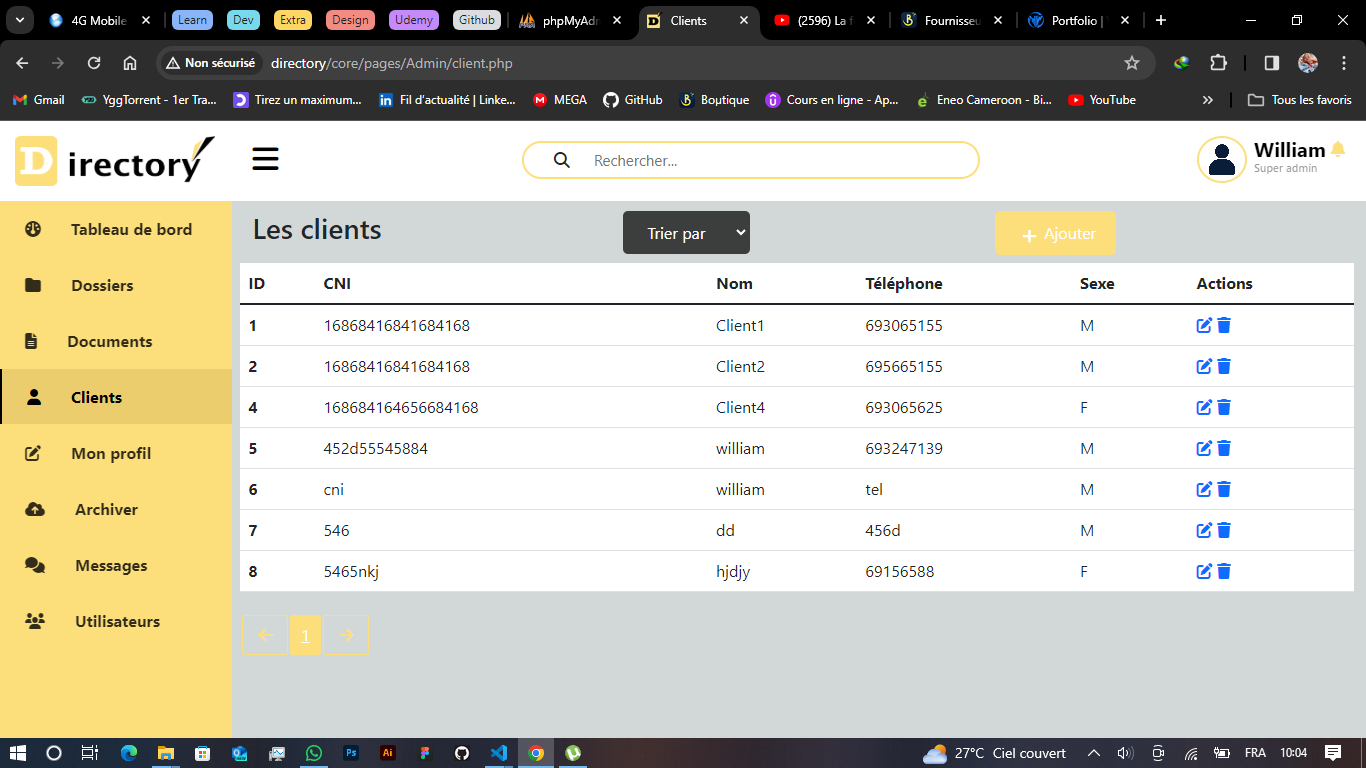 4G Mobile
Learn
Dev
Extra
Design
Udemy
Github
phpMyAdr
Clients
(2596) La f
Fournisseu
Portfolio |
Non sécurisé
directory/core/pages/Admin/client.php
Gmail
YggTorrent - 1er Tra...
Tirez un maximum...
Fil d'actualité | Linke...
MEGA
GitHub
Boutique
Cours en ligne - Ap...
Eneo Cameroon - Bi...
YouTube
Tous les favoris
Directory
Rechercher...
William
Super admin
Tableau de bord
Dossiers
Documents
Clients
Mon profil
Archiver
Messages
Utilisateurs
Les clients
Trier par
+ Ajouter
ID CNI Nom Téléphone Sexe Actions
1 16868416841684168 Client1 693065155 M
2 16868416841684168 Client2 695665155 M
4 168684164656684168 Client4 693065625 F
5 452d55545884 william 693247139 M
6 cni william tel M
7 546 dd 456d M
8 5465nkj hjdjy 69156588 F
← 1 →
27°C Ciel couvert
FRA
10:04